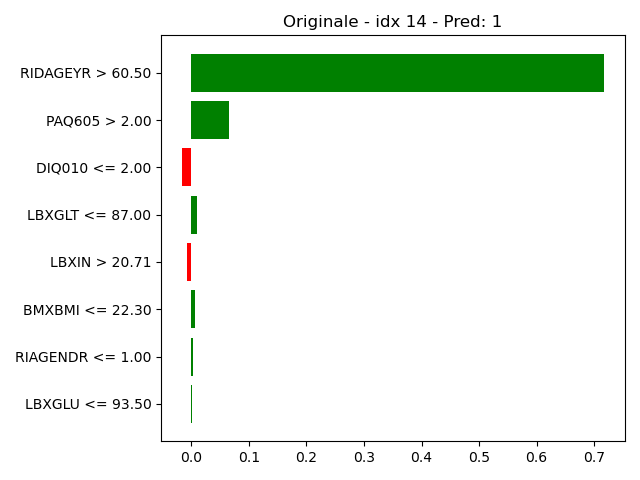 Originale - idx 14 - Pred: 1
RIDAGEYR > 60.50
PAQ605 > 2.00
DIQ010 <= 2.00
LBXGLT <= 87.00
LBXIN > 20.71
BMXBMI <= 22.30
RIAGENDR <= 1.00
LBXGLU <= 93.50
0.0 0.1 0.2 0.3 0.4 0.5 0.6 0.7